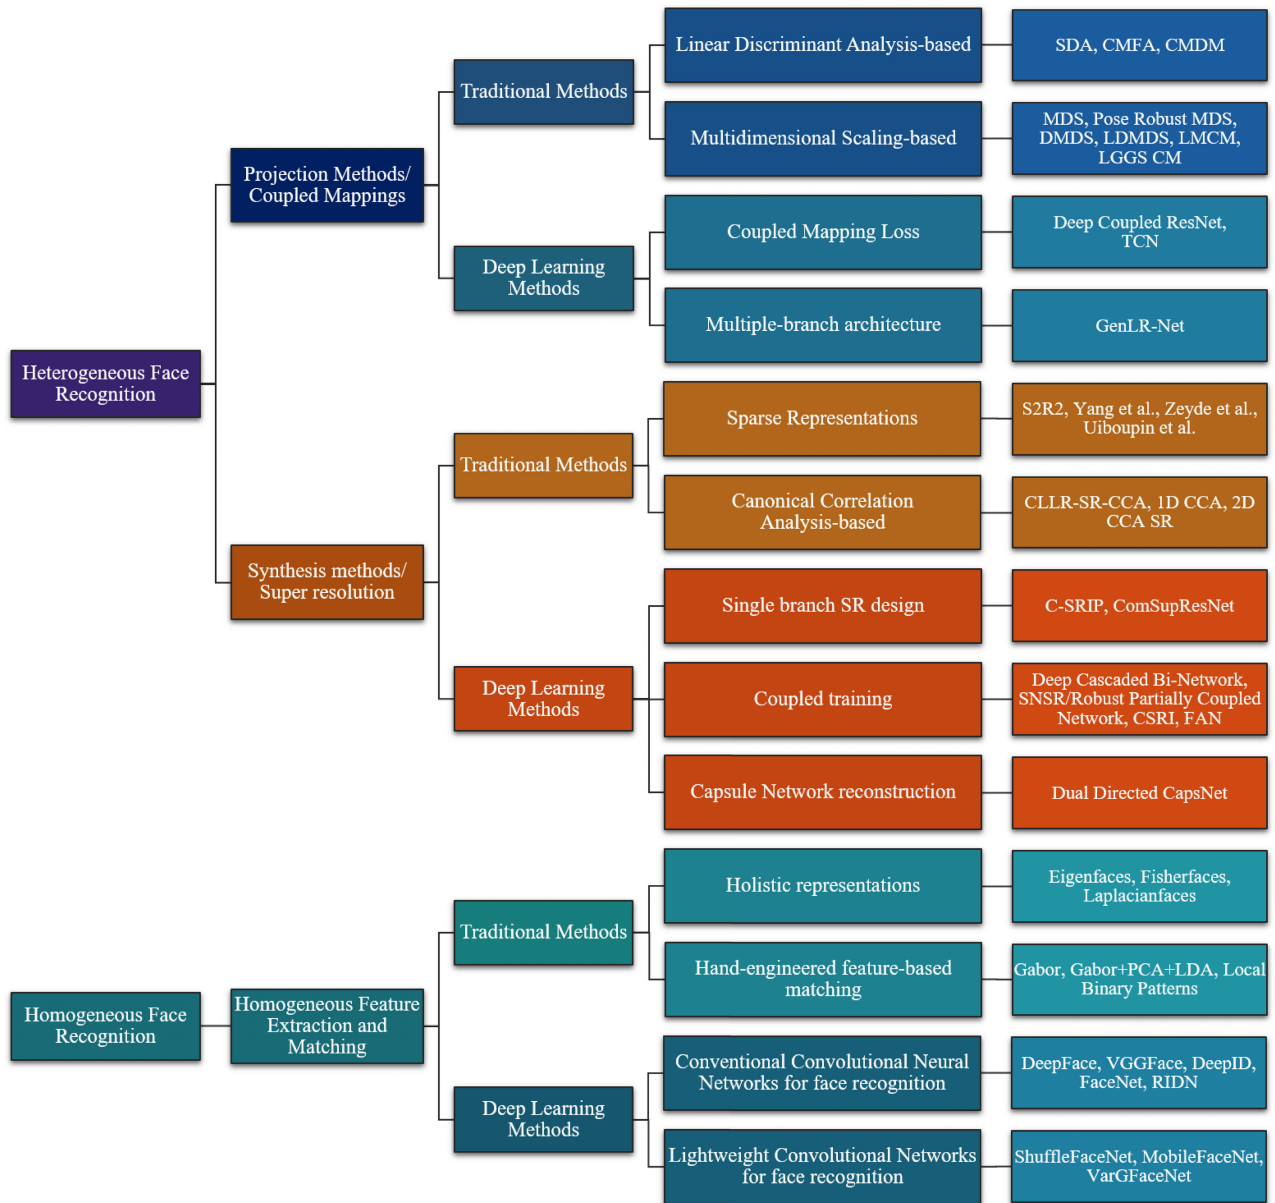 Heterogeneous Face
Recognition
Projection Methods/
Coupled Mappings
Traditional Methods
Linear Discriminant Analysis-based
SDA, CMFA, CMDM
Multidimensional Scaling-based
MDS, Pose Robust MDS,
DMDS, LDMDS, LMCM,
LGGS CM
Deep Learning
Methods
Coupled Mapping Loss
Deep Coupled ResNet,
TCN
Multiple-branch architecture
GenLR-Net
Synthesis methods/
Super resolution
Traditional Methods
Sparse Representations
S2R2, Yang et al., Zeyde et al.,
Uiboupin et al.
Canonical Correlation
Analysis-based
CLLR-SR-CCA, 1D CCA, 2D
CCA SR
Deep Learning
Methods
Single branch SR design
C-SRIP, ComSupResNet
Coupled training
Deep Cascaded Bi-Network,
SNSR/Robust Partially Coupled
Network, CSRI, FAN
Capsule Network reconstruction
Dual Directed CapsNet
Homogeneous Face
Recognition
Homogeneous Feature
Extraction and
Matching
Traditional Methods
Holistic representations
Eigenfaces, Fisherfaces,
Laplacianfaces
Hand-engineered feature-based
matching
Gabor, Gabor+PCA+LDA, Local
Binary Patterns
Deep Learning
Methods
Conventional Convolutional Neural
Networks for face recognition
DeepFace, VGGFace, DeepID,
FaceNet, RIDN
Lightweight Convolutional Networks
for face recognition
ShuffleFaceNet, MobileFaceNet,
VarGFaceNet